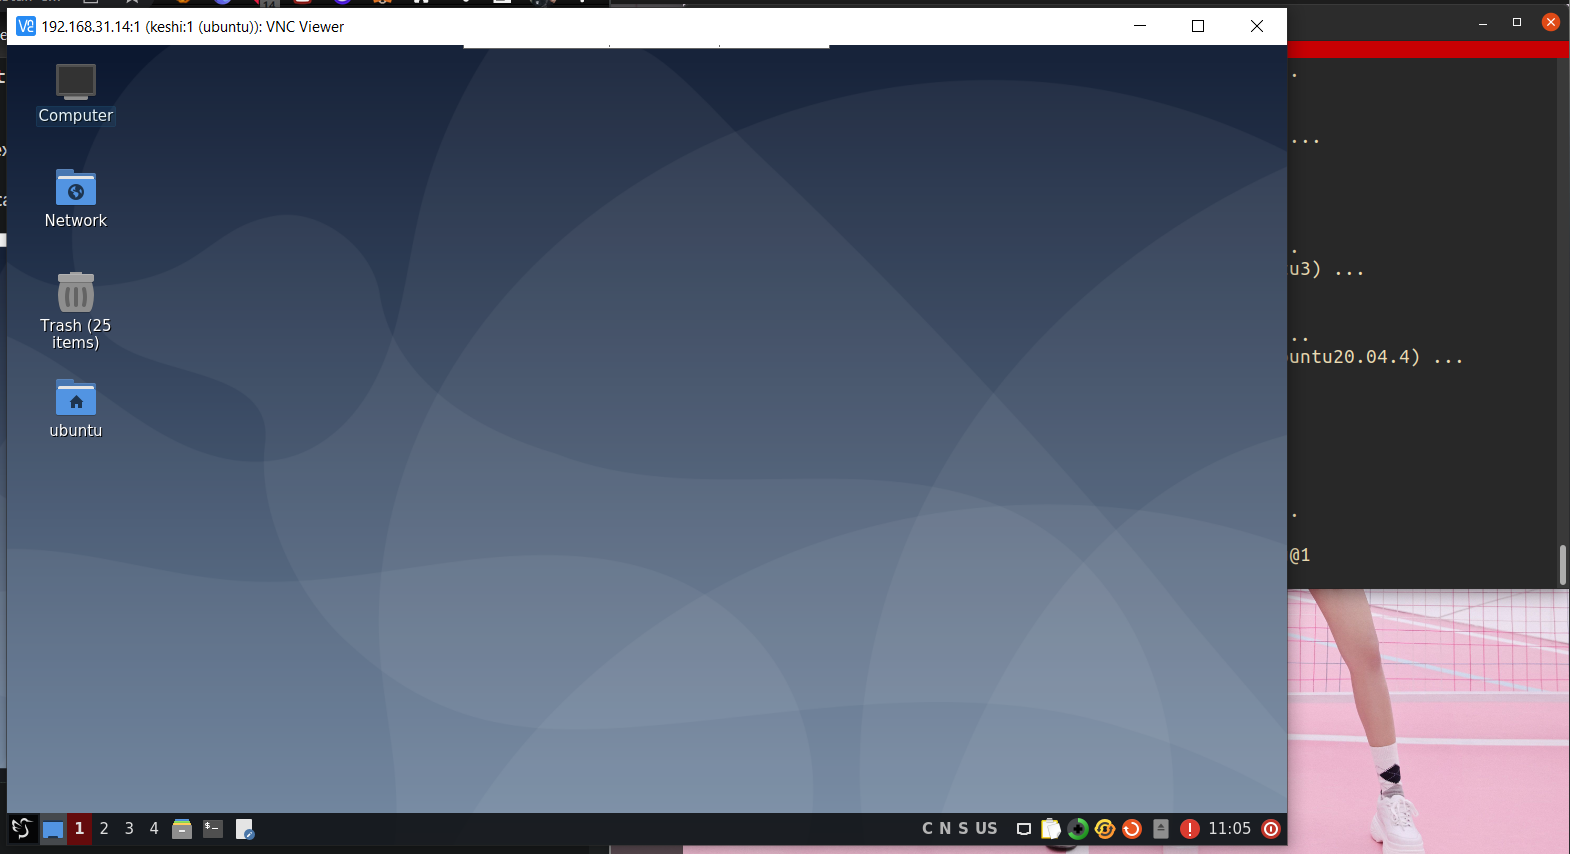 192.168.31.14:1 (keshi:1 (ubuntu)): VNC Viewer
Computer
Network
Trash (25
items)
ubuntu
.
...
.
u3) ...
..
untu20.04.4) ...
.
@1
1 2 3 4
C N S US
11:05